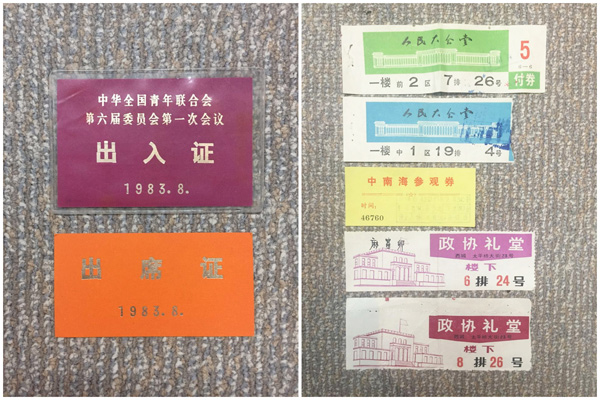 中华全国青年联合会
第六届委员会第一次会议
出入证
1983.8.
出席证
1983.8.
人民大会堂
5
付券
一楼 前 2 区 7 排 26 号
人民大会堂
一楼 中 1 区 19 排 4 号
中南海参观券
时间:
46760
政协礼堂
楼下
6 排 24 号
政协礼堂
楼下
8 排 26 号